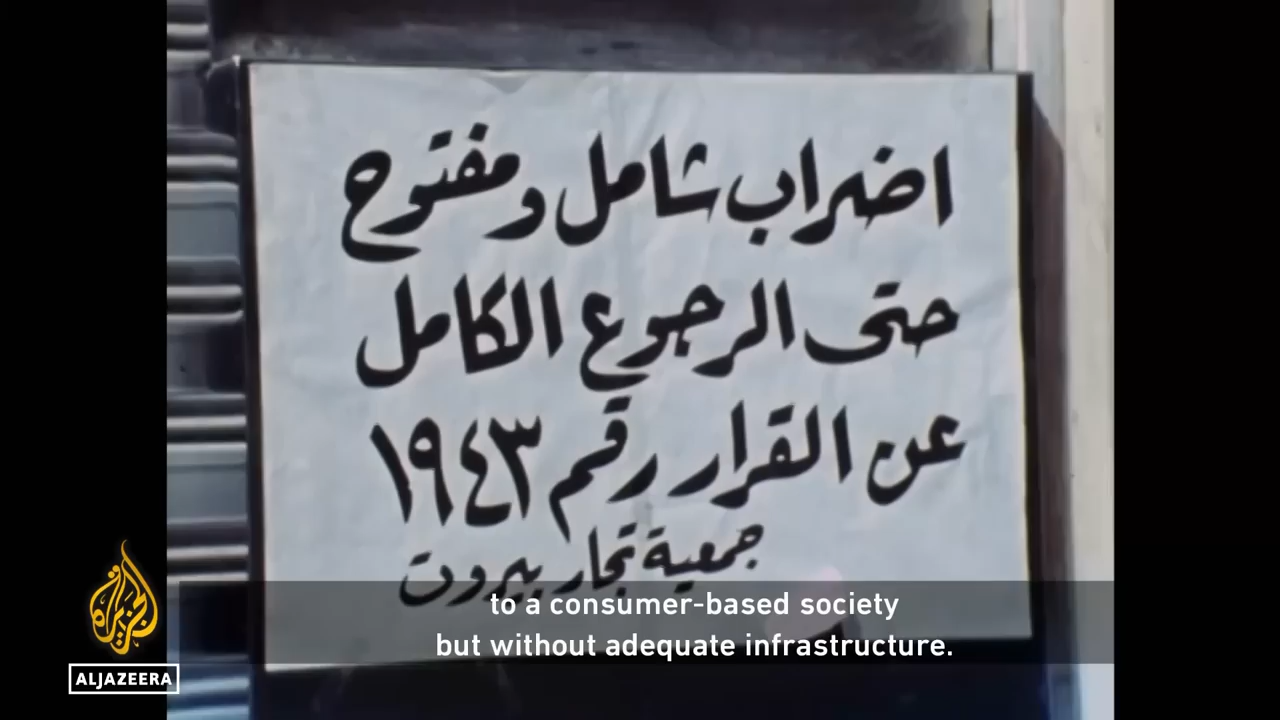 اضراب شامل ومفتوح
حتى الرجوع الكامل
عن القرار رقم ١٩٤٣
جمعية تجار بيروت
to a consumer-based society
but without adequate infrastructure.
الجزيرة
ALJAZEERA